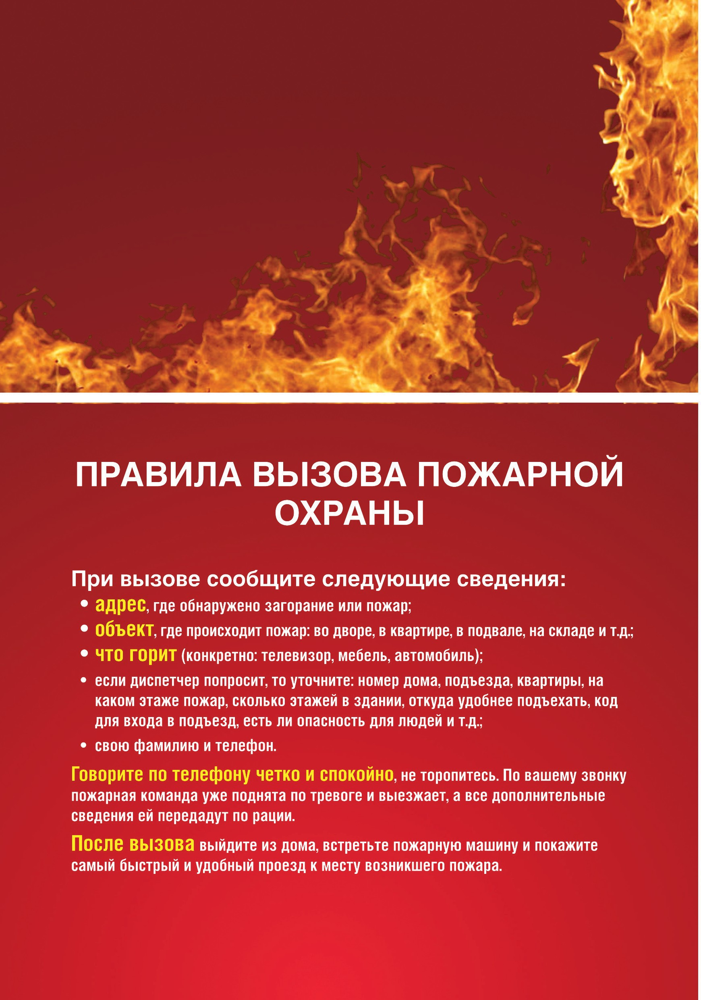 ПРАВИЛА ВЫЗОВА ПОЖАРНОЙ
ОХРАНЫ
При вызове сообщите следующие сведения:
• адрес, где обнаружено загорание или пожар;
• объект, где происходит пожар: во дворе, в квартире, в подвале, на складе и т.д.;
• что горит (конкретно: телевизор, мебель, автомобиль);
• если диспетчер попросит, то уточните: номер дома, подъезда, квартиры, на
каком этаже пожар, сколько этажей в здании, откуда удобнее подъехать, код
для входа в подъезд, есть ли опасность для людей и т.д.;
• свою фамилию и телефон.
Говорите по телефону четко и спокойно, не торопитесь. По вашему звонку
пожарная команда уже поднята по тревоге и выезжает, а все дополнительные
сведения ей передадут по рации.
После вызова выйдите из дома, встретьте пожарную машину и покажите
самый быстрый и удобный проезд к месту возникшего пожара.